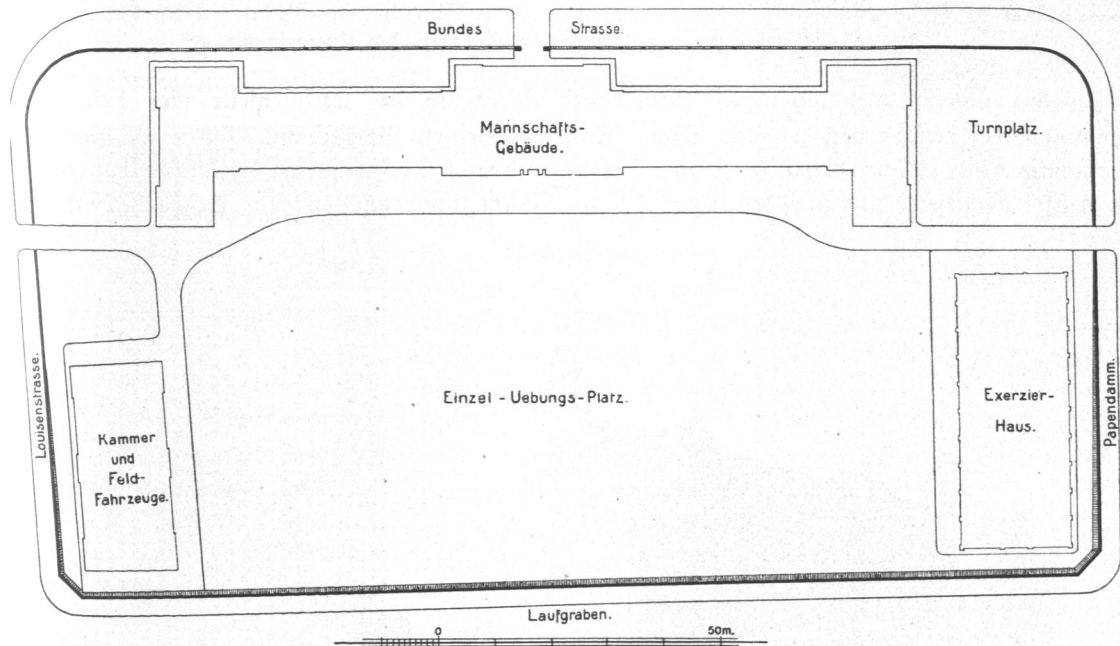 Bundes Strasse.
Mannschafts-
Gebäude.
Turnplatz.
Louisenstrasse.
Einzel - Uebungs - Platz.
Exerzier-
Haus.
Papendamm.
Kammer
und
Feld-
Fahrzeuge.
Laufgraben.
0 50m.